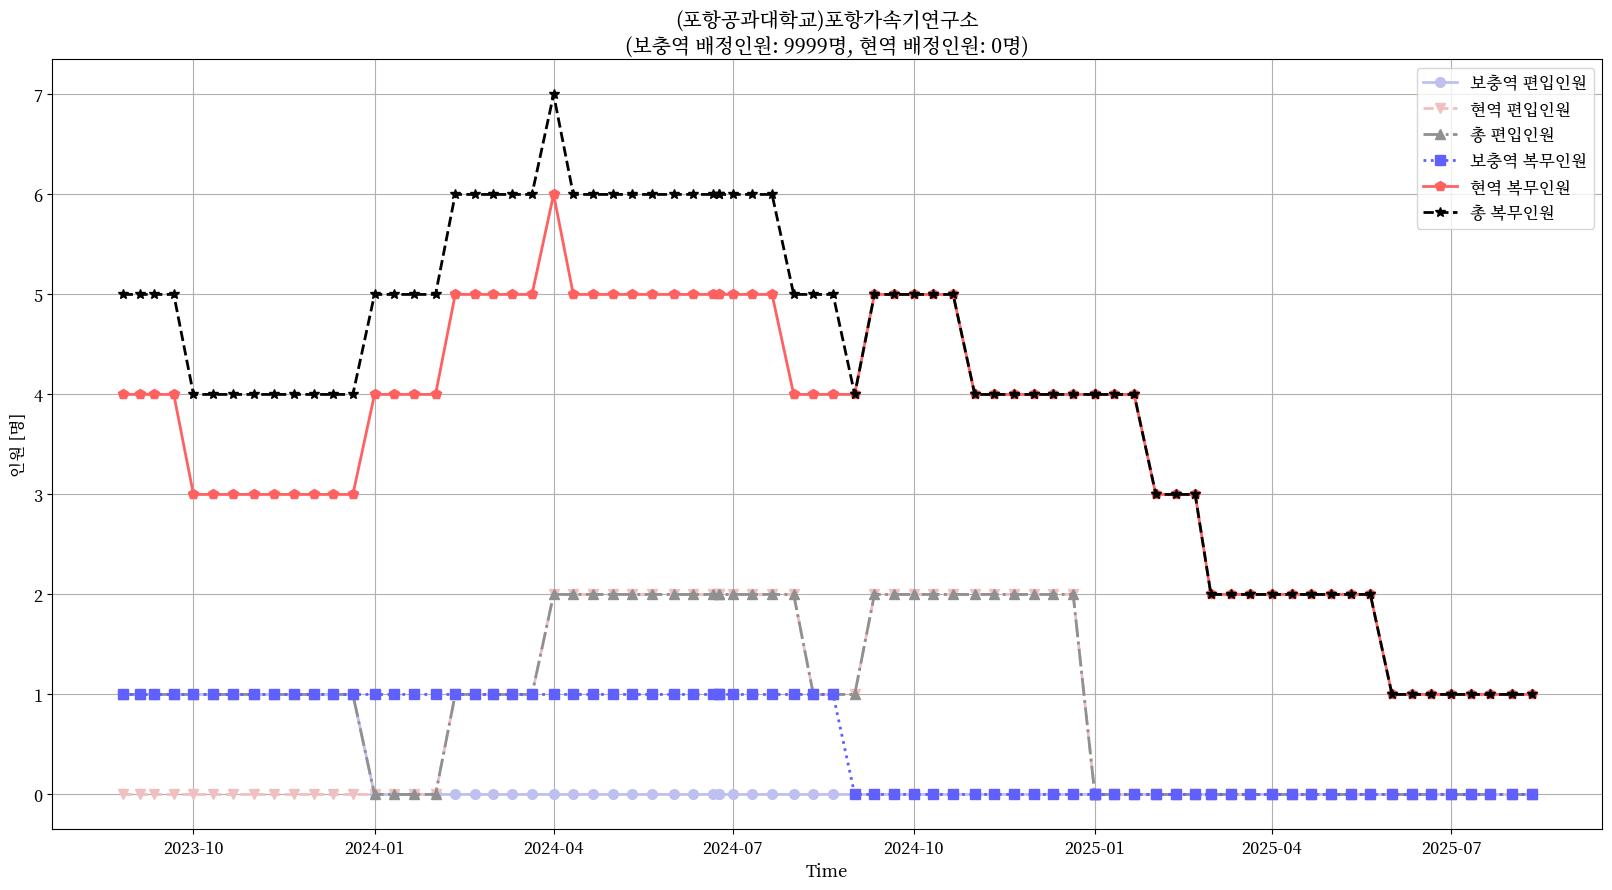 (포항공과대학교)포항가속기연구소
(보충역 배정인원: 9999명, 현역 배정인원: 0명)
보충역 편입인원
현역 편입인원
총 편입인원
보충역 복무인원
현역 복무인원
총 복무인원
인원 [명]
7
6
5
4
3
2
1
0
2023-10
2024-01
2024-04
2024-07
2024-10
2025-01
2025-04
2025-07
Time